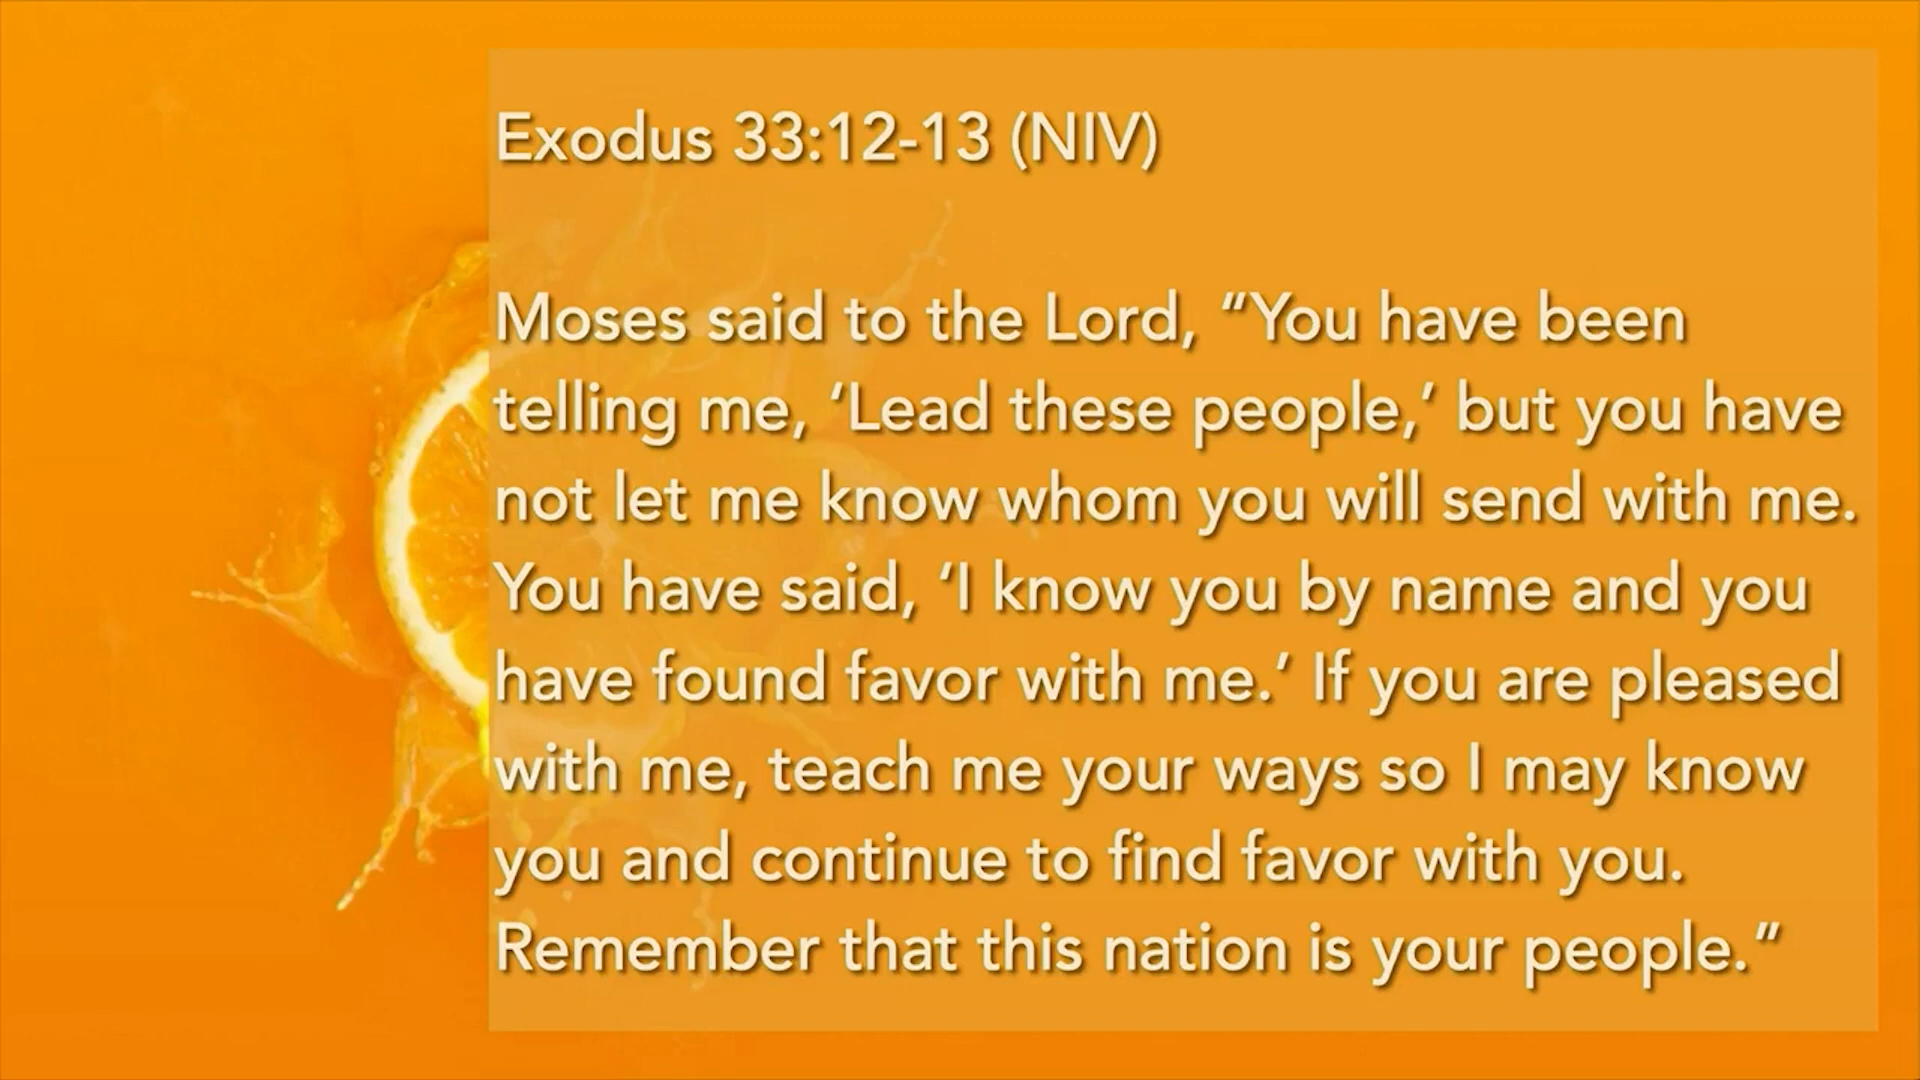 Exodus 33:12-13 (NIV)
Moses said to the Lord, “You have been
telling me, ‘Lead these people,’ but you have
not let me know whom you will send with me.
You have said, ‘I know you by name and you
have found favor with me.’ If you are pleased
with me, teach me your ways so I may know
you and continue to find favor with you.
Remember that this nation is your people.”